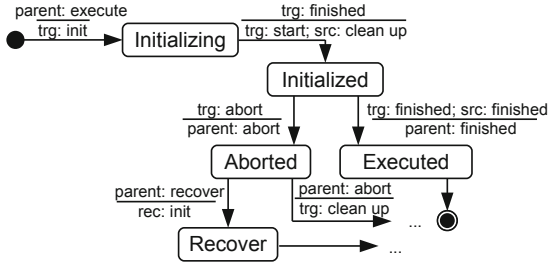 parent: execute
trg: init
Initializing
trg: finished
trg: start; src: clean up
Initialized
trg: abort
parent: abort
trg: finished; src: finished
parent: finished
Aborted
Executed
parent: recover
rec: init
parent: abort
trg: clean up
...
Recover
...